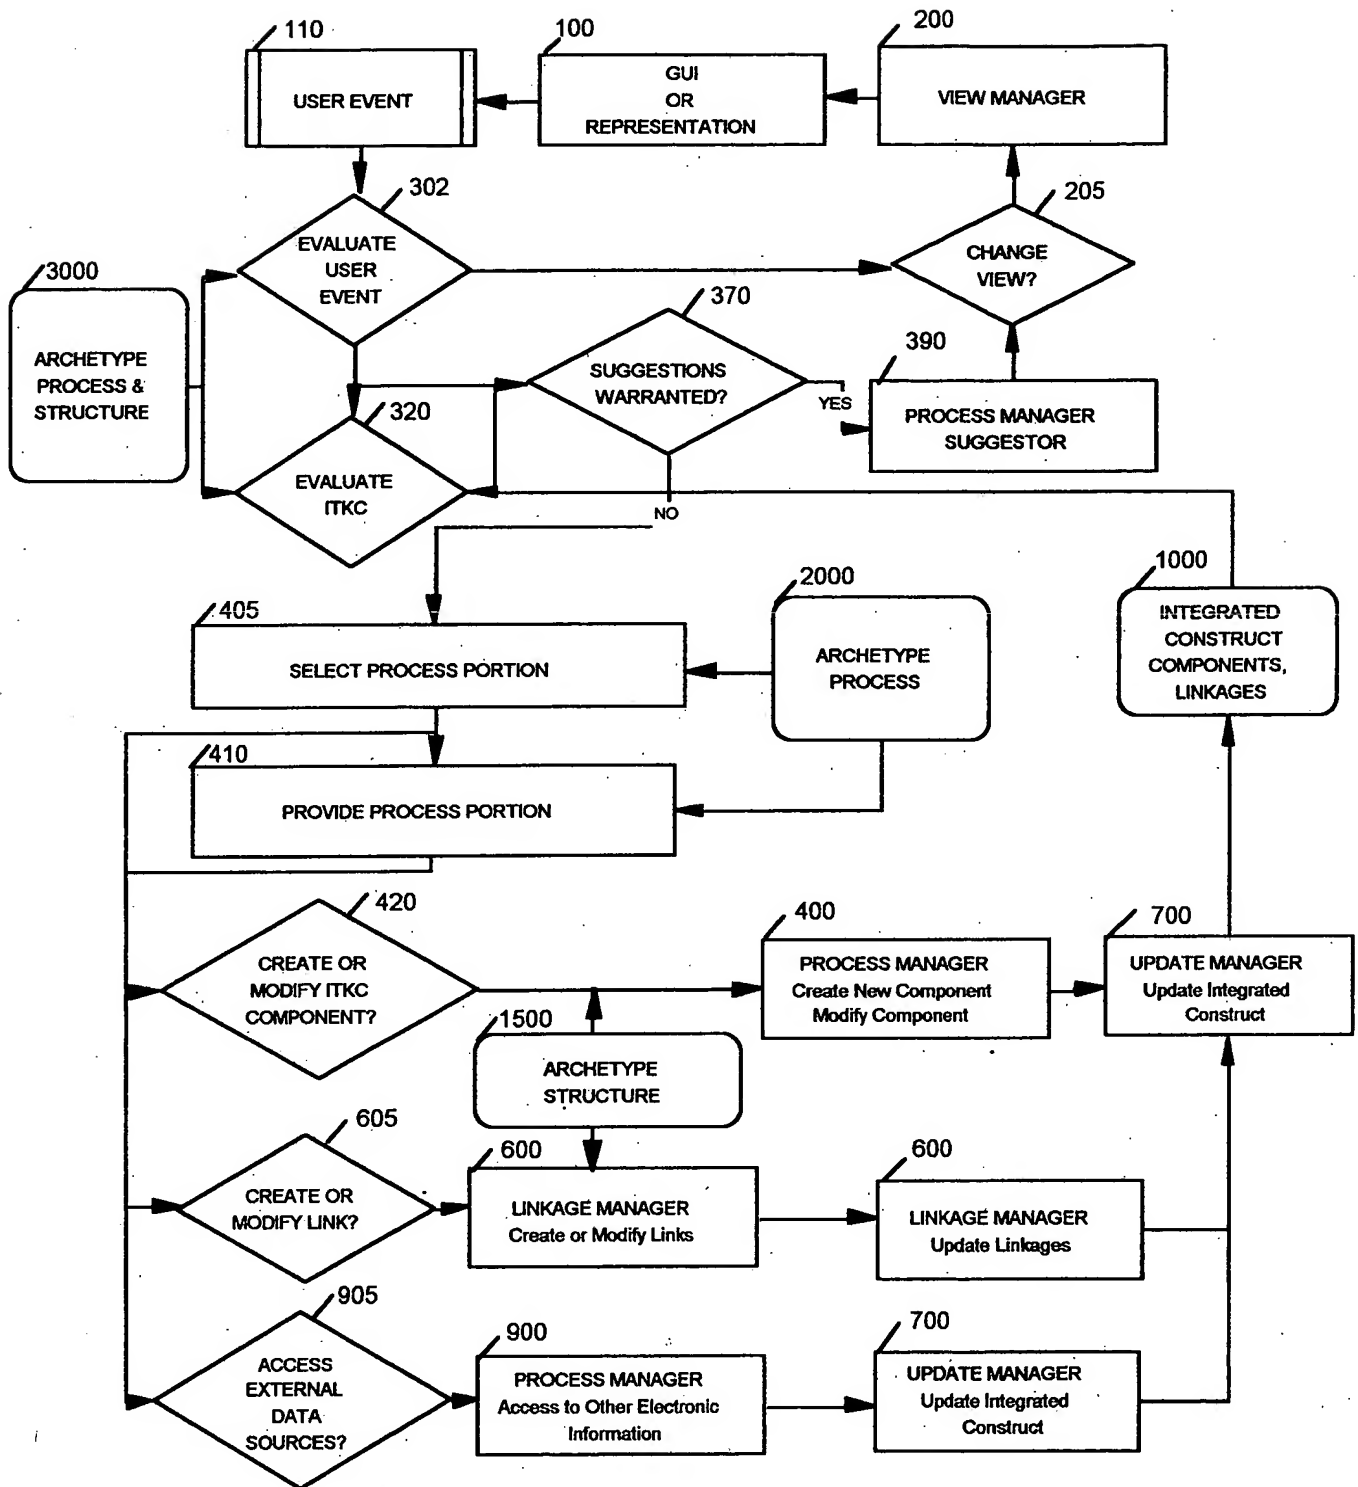 110
100
200
USER EVENT
GUI
OR
REPRESENTATION
VIEW MANAGER
302
205
EVALUATE
USER
EVENT
CHANGE
VIEW?
3000
ARCHETYPE
PROCESS &
STRUCTURE
370
SUGGESTIONS
WARRANTED?
YES
NO
390
PROCESS MANAGER
SUGGESTOR
320
EVALUATE
ITKC
405
SELECT PROCESS PORTION
2000
ARCHETYPE
PROCESS
1000
INTEGRATED
CONSTRUCT
COMPONENTS,
LINKAGES
410
PROVIDE PROCESS PORTION
420
CREATE OR
MODIFY ITKC
COMPONENT?
400
PROCESS MANAGER
Create New Component
Modify Component
700
UPDATE MANAGER
Update Integrated
Construct
1500
ARCHETYPE
STRUCTURE
605
CREATE OR
MODIFY LINK?
600
LINKAGE MANAGER
Create or Modify Links
600
LINKAGE MANAGER
Update Linkages
905
ACCESS
EXTERNAL
DATA
SOURCES?
900
PROCESS MANAGER
Access to Other Electronic
Information
700
UPDATE MANAGER
Update Integrated
Construct